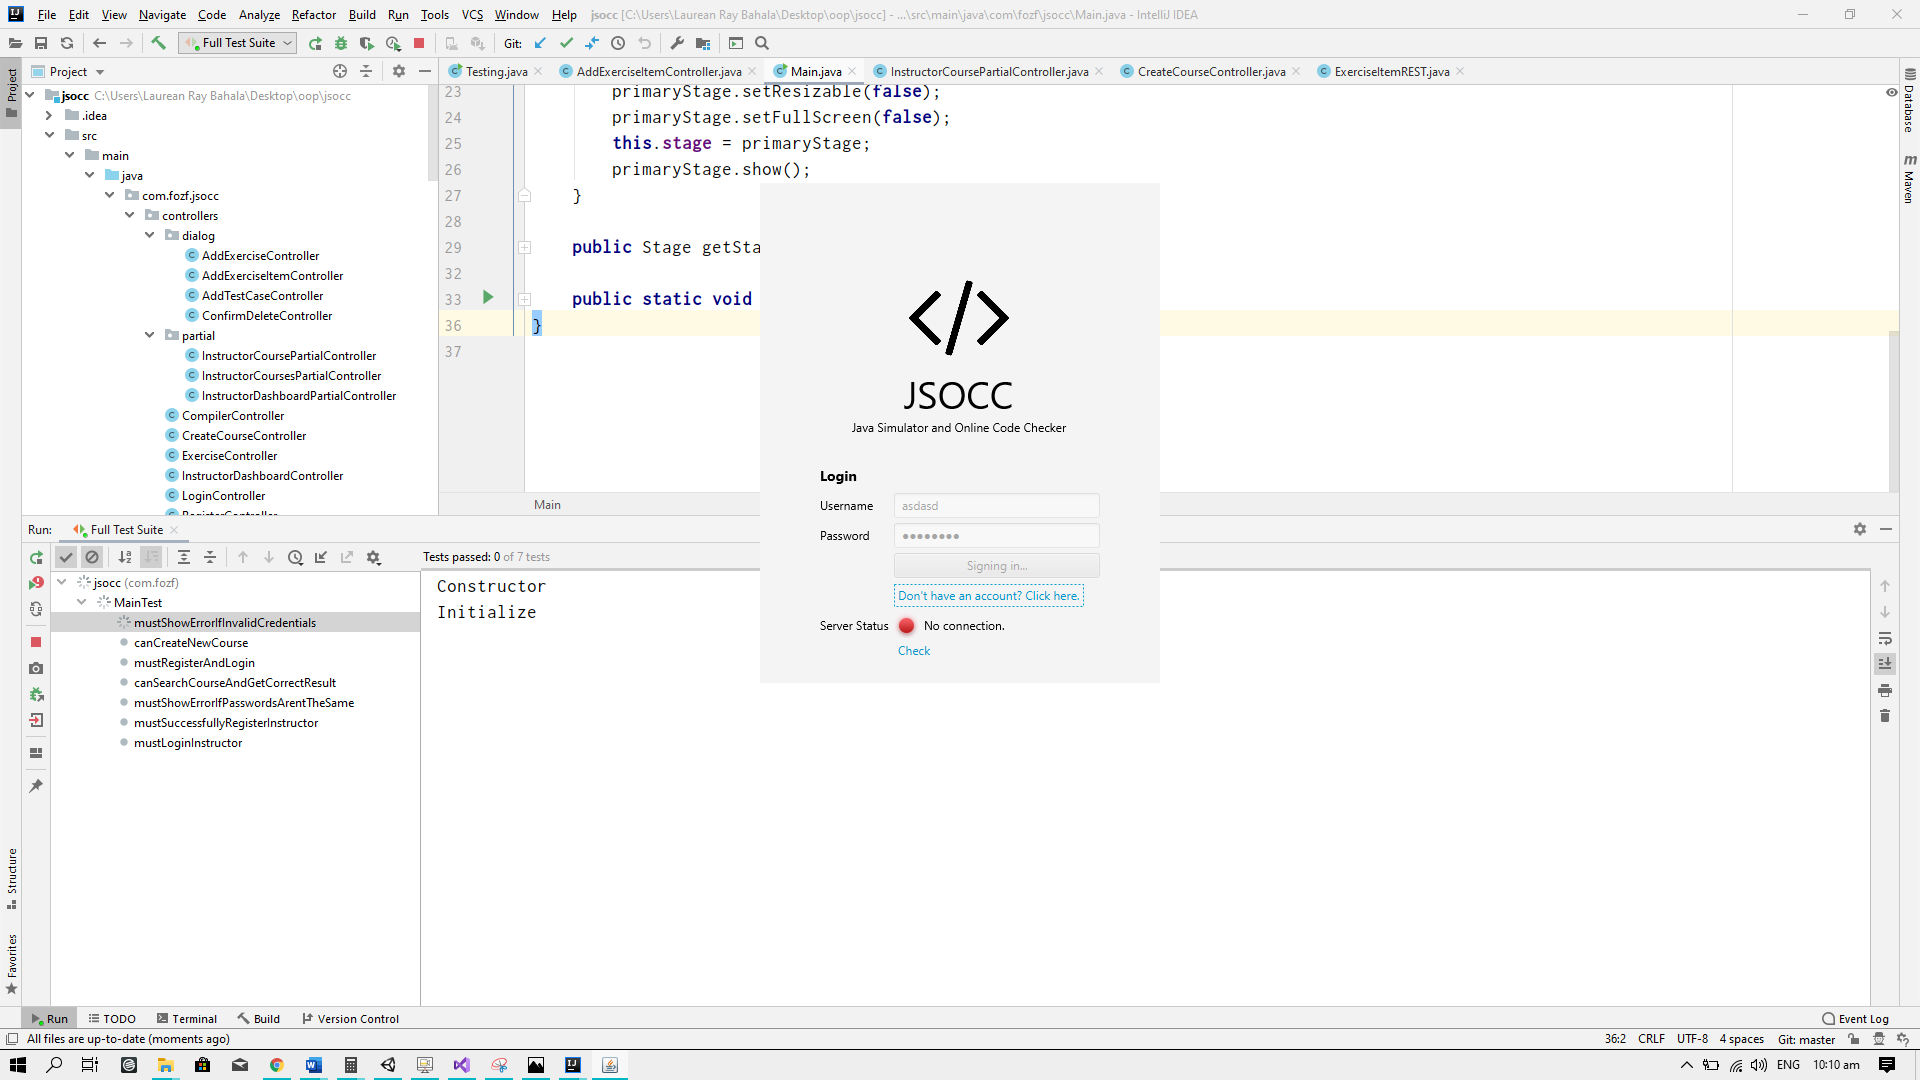 File Edit View Navigate Code Analyze Refactor Build Run Tools VCS Window Help jsocc [C:\Users\Laurean Ray Bahala\Desktop\oop\jsocc] - ...\src\main\java\com\fozf\jsocc\Main.java - IntelliJ IDEA
Full Test Suite Git:
Project
Testing.java AddExerciseItemController.java Main.java InstructorCoursePartialController.java CreateCourseController.java ExerciseItemREST.java
Project
jsocc C:\Users\Laurean Ray Bahala\Desktop\oop\jsocc
.idea
src
main
java
com.fozf.jsocc
controllers
dialog
AddExerciseController
AddExerciseItemController
AddTestCaseController
ConfirmDeleteController
partial
InstructorCoursePartialController
InstructorCoursesPartialController
InstructorDashboardPartialController
CompilerController
CreateCourseController
ExerciseController
InstructorDashboardController
LoginController
RegisterController
23 primaryStage.setResizable(false);
24 primaryStage.setFullScreen(false);
25 this.stage = primaryStage;
26 primaryStage.show();
27 }
28
29 public Stage getSta
32
33 public static void
36 }
37
Main
Database
Maven
</>
JSOCC
Java Simulator and Online Code Checker
Login
Username asdasd
Password ●●●●●●●●
Signing in...
Don't have an account? Click here.
Server Status No connection.
Check
Run: Full Test Suite
Tests passed: 0 of 7 tests
jsocc (com.fozf)
MainTest
mustShowErrorIfInvalidCredentials
canCreateNewCourse
mustRegisterAndLogin
canSearchCourseAndGetCorrectResult
mustShowErrorIfPasswordsArentTheSame
mustSuccessfullyRegisterInstructor
mustLoginInstructor
Constructor
Initialize
Structure
Favorites
Run TODO Terminal Build Version Control Event Log
All files are up-to-date (moments ago) 36:2 CRLF UTF-8 4 spaces Git: master
ENG 10:10 am